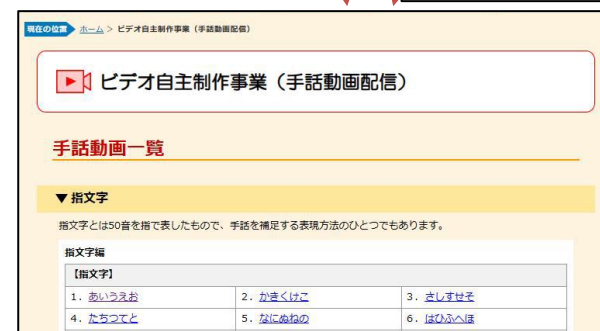 現在の位置 ホーム > ビデオ自主制作事業（手話動画配信）
ビデオ自主制作事業（手話動画配信）
手話動画一覧
▼指文字
指文字とは50音を指で表したもので、手話を補足する表現方法のひとつでもあります。
指文字編
【指文字】
1. あいうえお 2. かきくけこ 3. さしすせそ
4. たちつてと 5. なにぬねの 6. はひふへほ